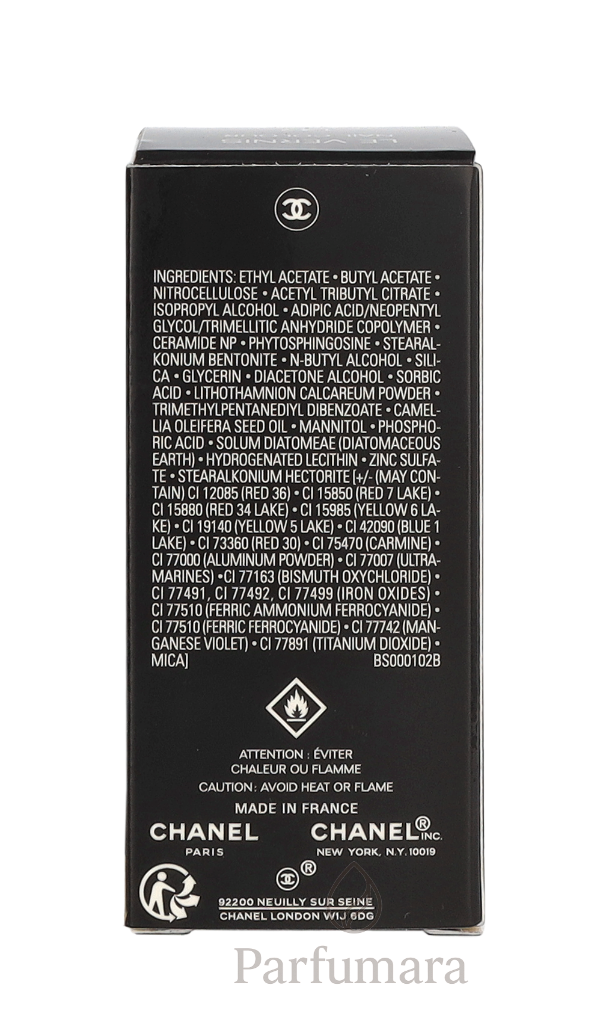 LE VERNIS
NAIL COLOUR
INGREDIENTS: ETHYL ACETATE • BUTYL ACETATE •
NITROCELLULOSE • ACETYL TRIBUTYL CITRATE •
ISOPROPYL ALCOHOL • ADIPIC ACID/NEOPENTYL
GLYCOL/TRIMELLITIC ANHYDRIDE COPOLYMER •
CERAMIDE NP • PHYTOSPHINGOSINE • STEARAL-
KONIUM BENTONITE • N-BUTYL ALCOHOL • SILI-
CA • GLYCERIN • DIACETONE ALCOHOL • SORBIC
ACID • LITHOTHAMNION CALCAREUM POWDER •
TRIMETHYLPENTANEDIYL DIBENZOATE • CAMEL-
LIA OLEIFERA SEED OIL • MANNITOL • PHOSPHO-
RIC ACID • SOLUM DIATOMEAE (DIATOMACEOUS
EARTH) • HYDROGENATED LECITHIN • ZINC SULFA-
TE • STEARALKONIUM HECTORITE [+/- (MAY CON-
TAIN) CI 12085 (RED 36) • CI 15850 (RED 7 LAKE) •
CI 15880 (RED 34 LAKE) • CI 15985 (YELLOW 6 LA-
KE) • CI 19140 (YELLOW 5 LAKE) • CI 42090 (BLUE 1
LAKE) • CI 73360 (RED 30) • CI 75470 (CARMINE) •
CI 77000 (ALUMINUM POWDER) • CI 77007 (ULTRA-
MARINES) • CI 77163 (BISMUTH OXYCHLORIDE) •
CI 77491, CI 77492, CI 77499 (IRON OXIDES) •
CI 77510 (FERRIC AMMONIUM FERROCYANIDE) •
CI 77510 (FERRIC FERROCYANIDE) • CI 77742 (MAN-
GANESE VIOLET) • CI 77891 (TITANIUM DIOXIDE) •
MICA] BS000102B
ATTENTION : ÉVITER
CHALEUR OU FLAMME
CAUTION: AVOID HEAT OR FLAME
MADE IN FRANCE
CHANEL CHANEL® INC.
PARIS NEW YORK, N.Y. 10019
®
92200 NEUILLY SUR SEINE
CHANEL LONDON W1J 6DG
Parfumara